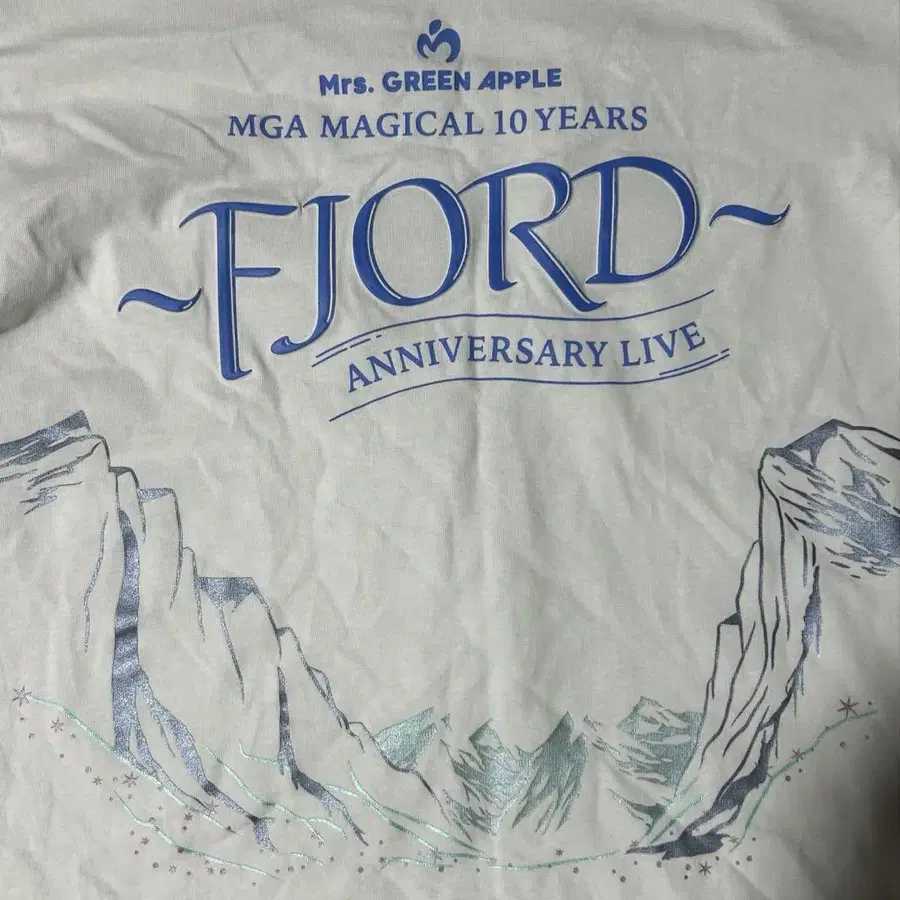 Mrs. GREEN APPLE
MGA MAGICAL 10 YEARS
~FJORD~
ANNIVERSARY LIVE